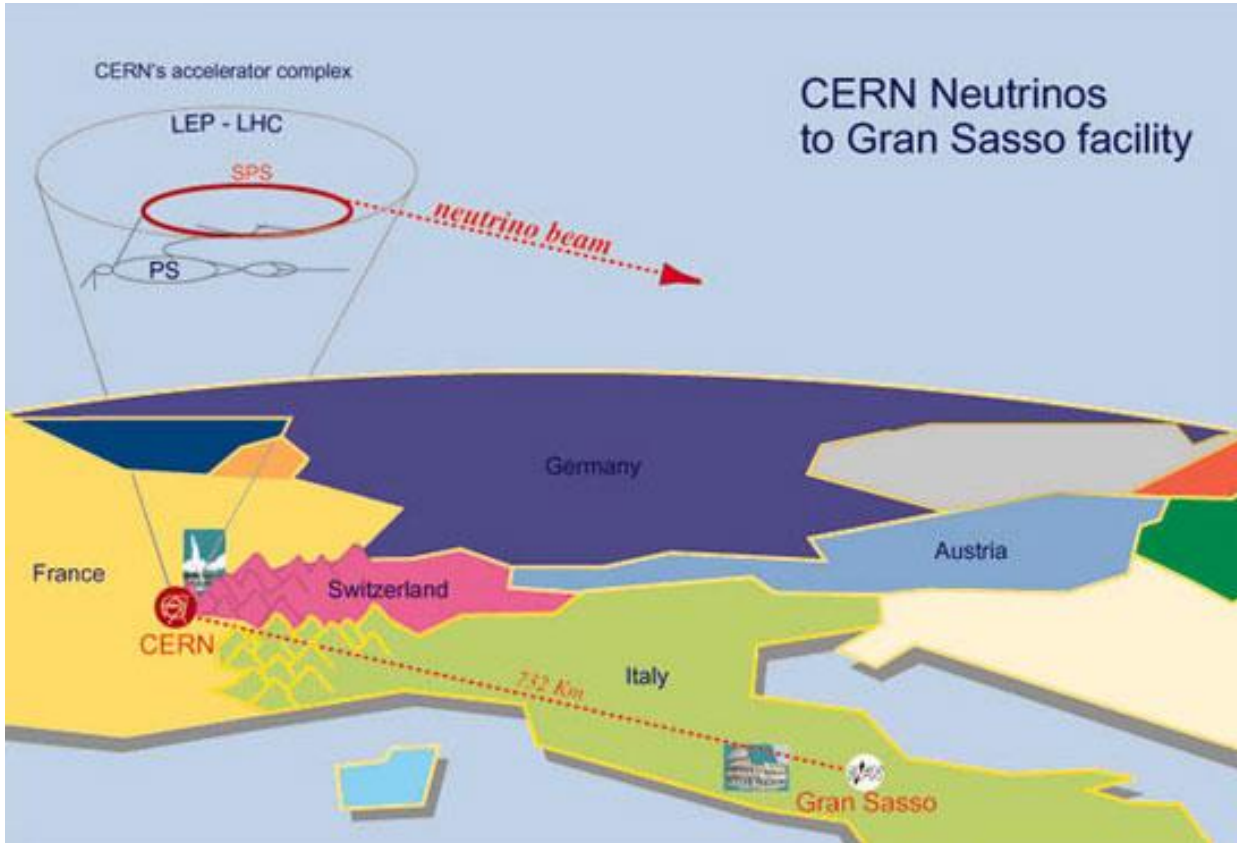 CERN's accelerator complex
CERN Neutrinos
to Gran Sasso facility
LEP - LHC
SPS
neutrino beam
PS
Germany
Austria
France
Switzerland
CERN
732 Km
Italy
Gran Sasso